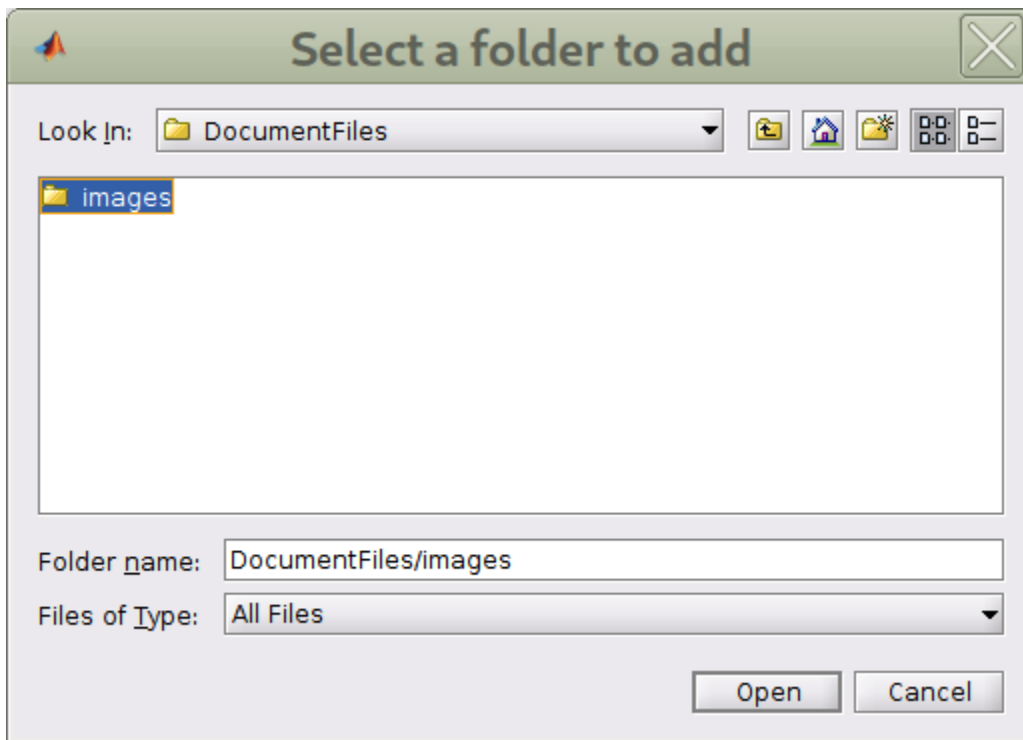 Select a folder to add
Look In: DocumentFiles
images
Folder name: DocumentFiles/images
Files of Type: All Files
Open Cancel